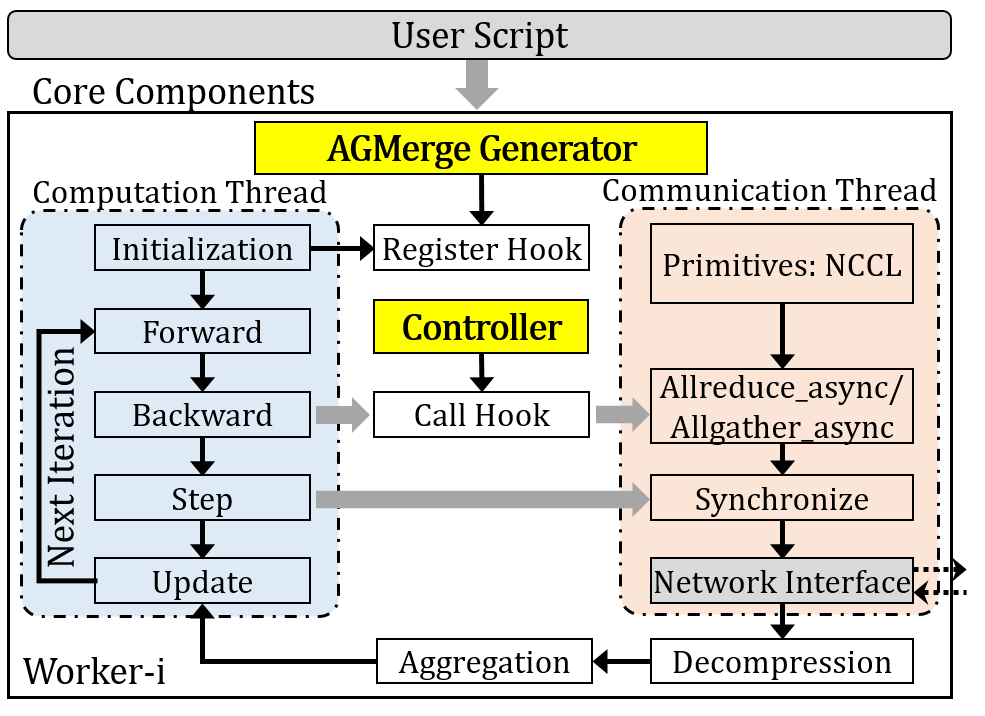 User Script
Core Components
AGMerge Generator
Computation Thread
Communication Thread
Initialization
Register Hook
Primitives: NCCL
Forward
Controller
Backward
Call Hook
Allreduce_async/
Allgather_async
Next Iteration
Step
Synchronize
Update
Network Interface
Worker-i
Aggregation
Decompression